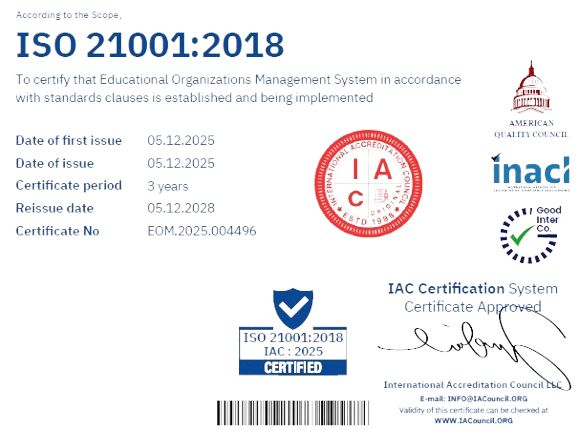 According to the Scope,
ISO 21001:2018
To certify that Educational Organizations Management System in accordance
with standards clauses is established and being implemented
Date of first issue 05.12.2025
Date of issue 05.12.2025
Certificate period 3 years
Reissue date 05.12.2028
Certificate No EOM.2025.004496
INTERNATIONAL ACCREDITATION COUNCIL
I A
C
ORIGINAL
★ ESTD 1995 ★
AMERICAN
QUALITY COUNCIL
inacl
Good
Inter
Co.
ISO 21001:2018
IAC : 2025
CERTIFIED
IAC Certification System
Certificate Approved
International Accreditation Council LLC
E-mail: INFO@IACouncil.ORG
Validity of this certificate can be checked at
WWW.IACouncil.ORG